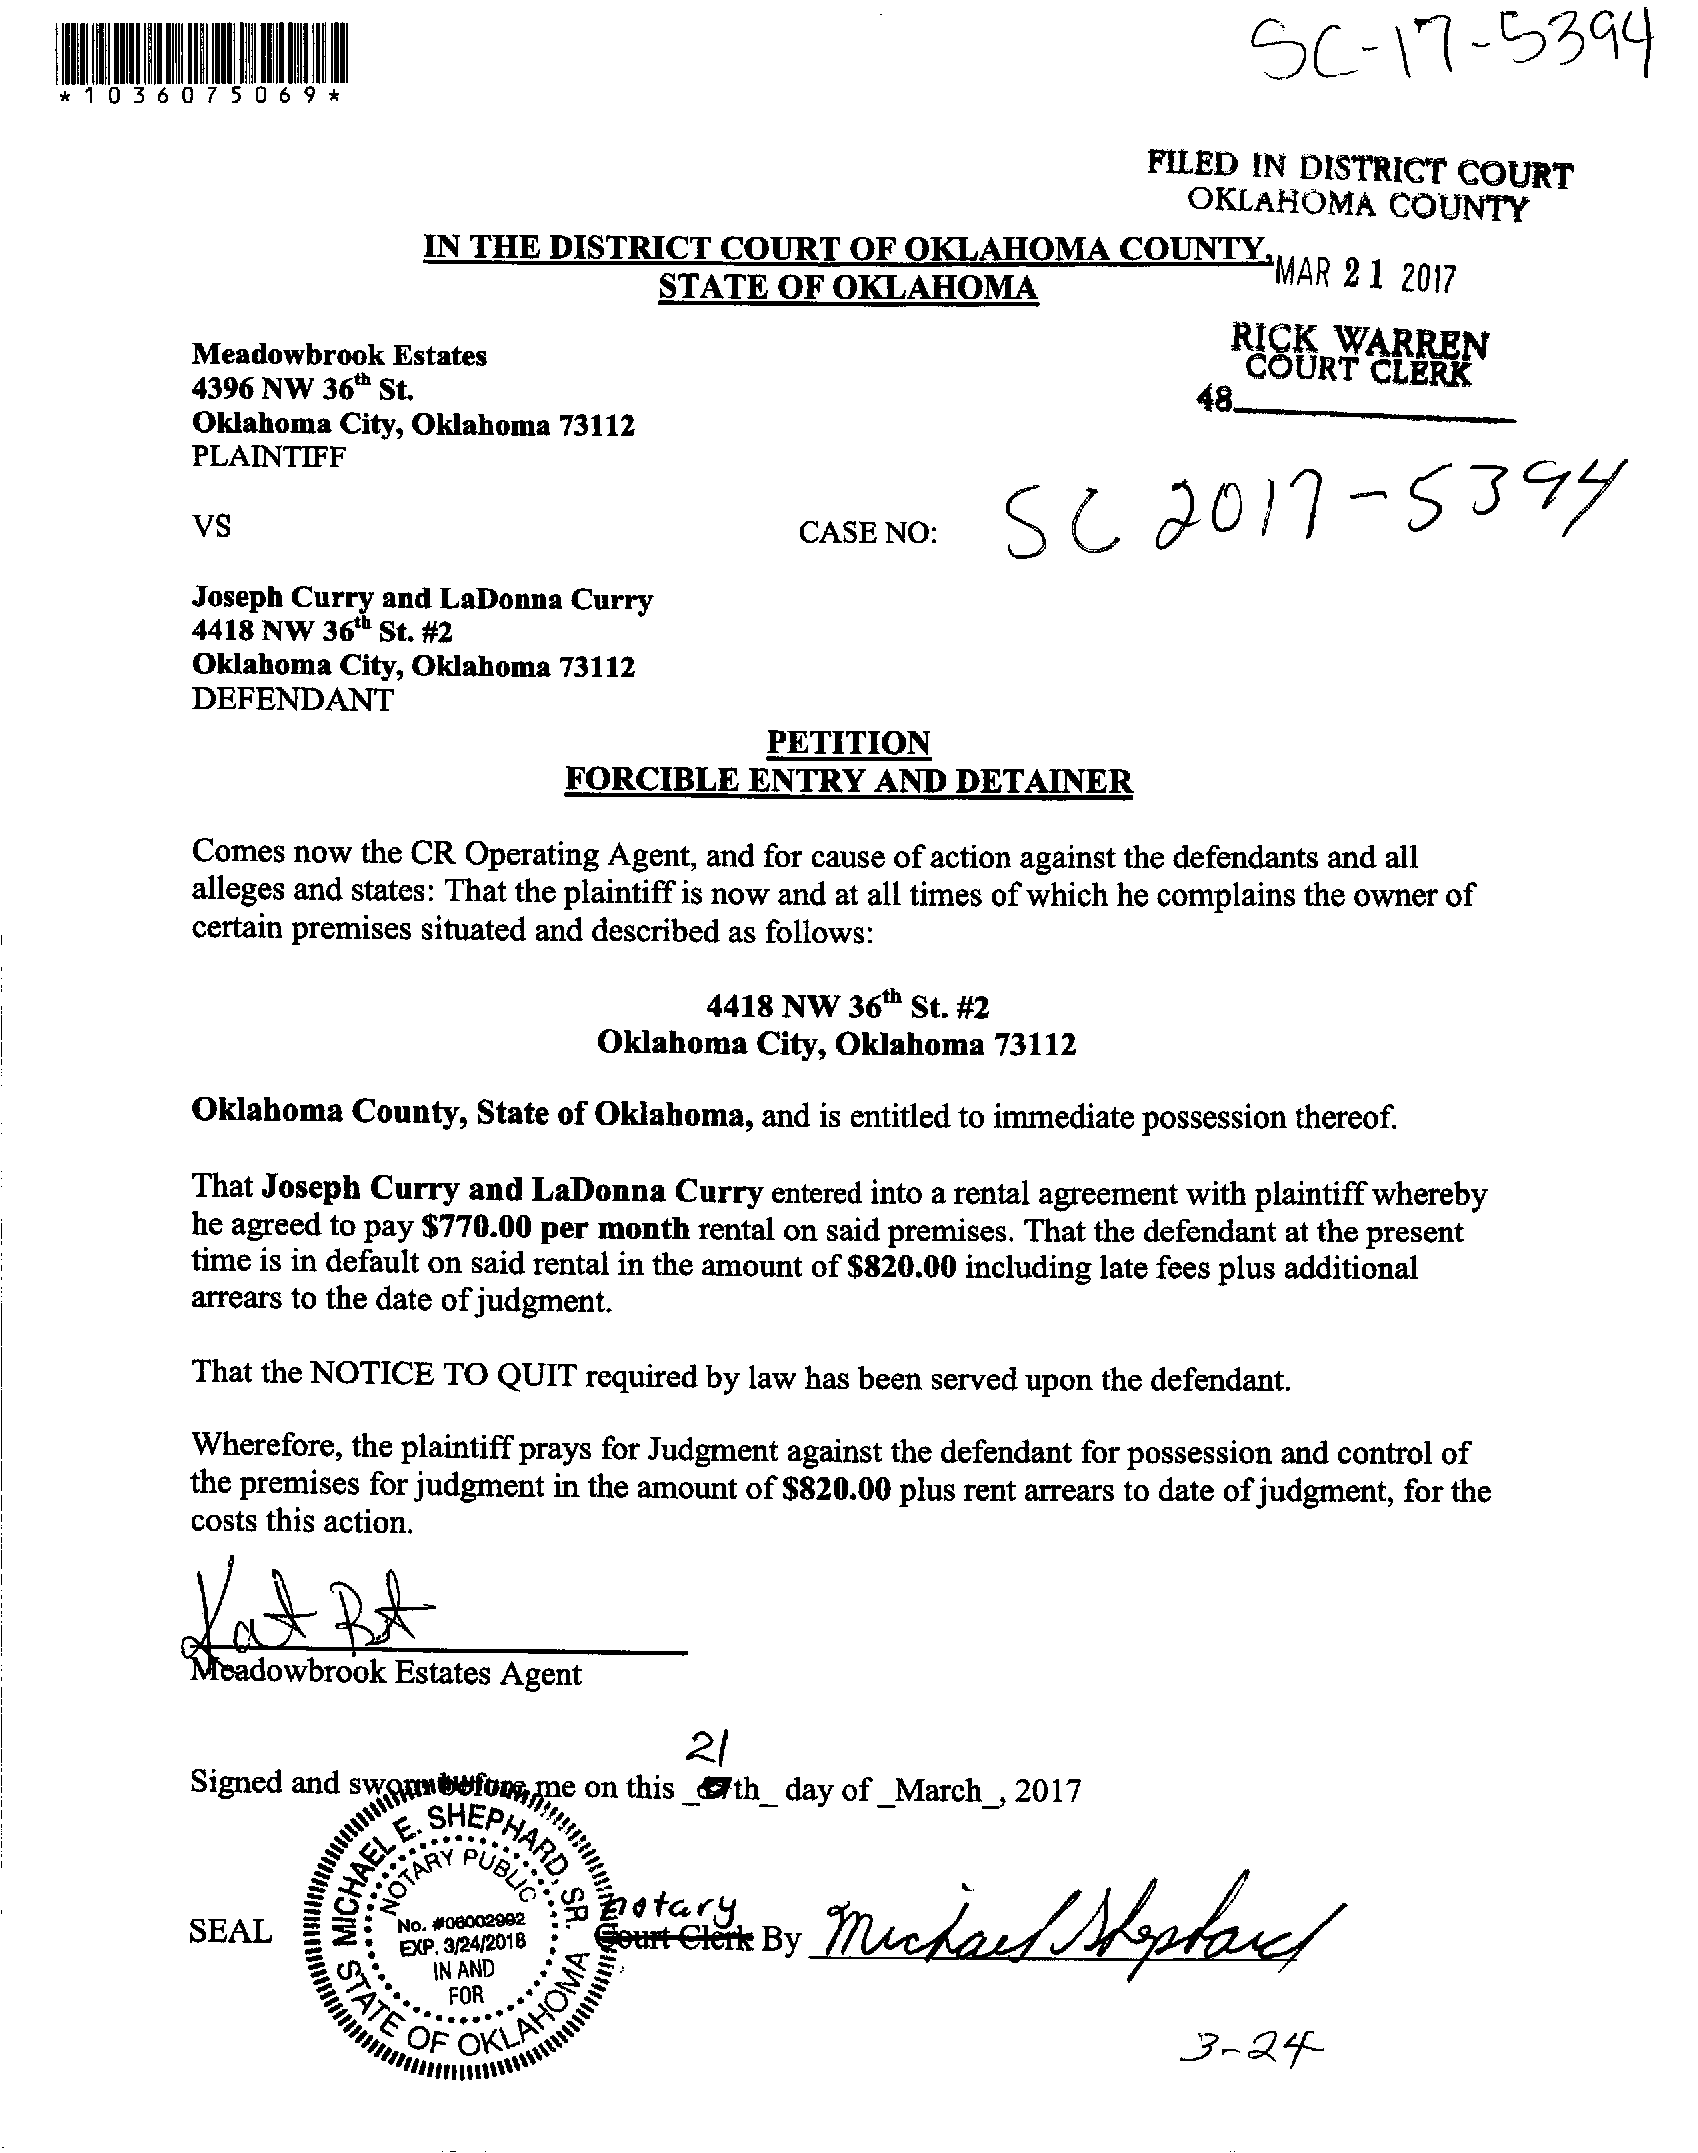 SC-17-5394
*1036075069*
FILED IN DISTRICT COURT
OKLAHOMA COUNTY
IN THE DISTRICT COURT OF OKLAHOMA COUNTY,
STATE OF OKLAHOMA
MAR 21 2017
RICK WARREN
COURT CLERK
48
Meadowbrook Estates
4396 NW 36th St.
Oklahoma City, Oklahoma 73112
PLAINTIFF
VS
CASE NO: SC 2017-5394
Joseph Curry and LaDonna Curry
4418 NW 36th St. #2
Oklahoma City, Oklahoma 73112
DEFENDANT
PETITION
FORCIBLE ENTRY AND DETAINER
Comes now the CR Operating Agent, and for cause of action against the defendants and all
alleges and states: That the plaintiff is now and at all times of which he complains the owner of
certain premises situated and described as follows:
4418 NW 36th St. #2
Oklahoma City, Oklahoma 73112
Oklahoma County, State of Oklahoma, and is entitled to immediate possession thereof.
That Joseph Curry and LaDonna Curry entered into a rental agreement with plaintiff whereby
he agreed to pay $770.00 per month rental on said premises. That the defendant at the present
time is in default on said rental in the amount of $820.00 including late fees plus additional
arrears to the date of judgment.
That the NOTICE TO QUIT required by law has been served upon the defendant.
Wherefore, the plaintiff prays for Judgment against the defendant for possession and control of
the premises for judgment in the amount of $820.00 plus rent arrears to date of judgment, for the
costs this action.
Meadowbrook Estates Agent
21
Signed and sworn before me on this _th_ day of _March_, 2017
MICHAEL E. SHEPHARD, SR.
NOTARY PUBLIC
No. #06002992
EXP. 3/24/2018
IN AND
FOR
STATE OF OKLAHOMA
SEAL
notary
Court Clerk By Michael Shephard
3-24